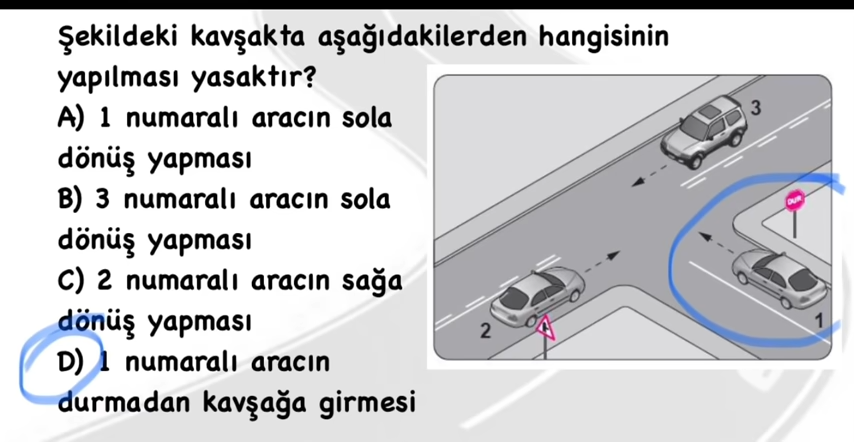 Şekildeki kavşakta aşağıdakilerden hangisinin
yapılması yasaktır?
A) 1 numaralı aracın sola
dönüş yapması
B) 3 numaralı aracın sola
dönüş yapması
C) 2 numaralı aracın sağa
dönüş yapması
D) 1 numaralı aracın
durmadan kavşağa girmesi
3
DUR
2
1